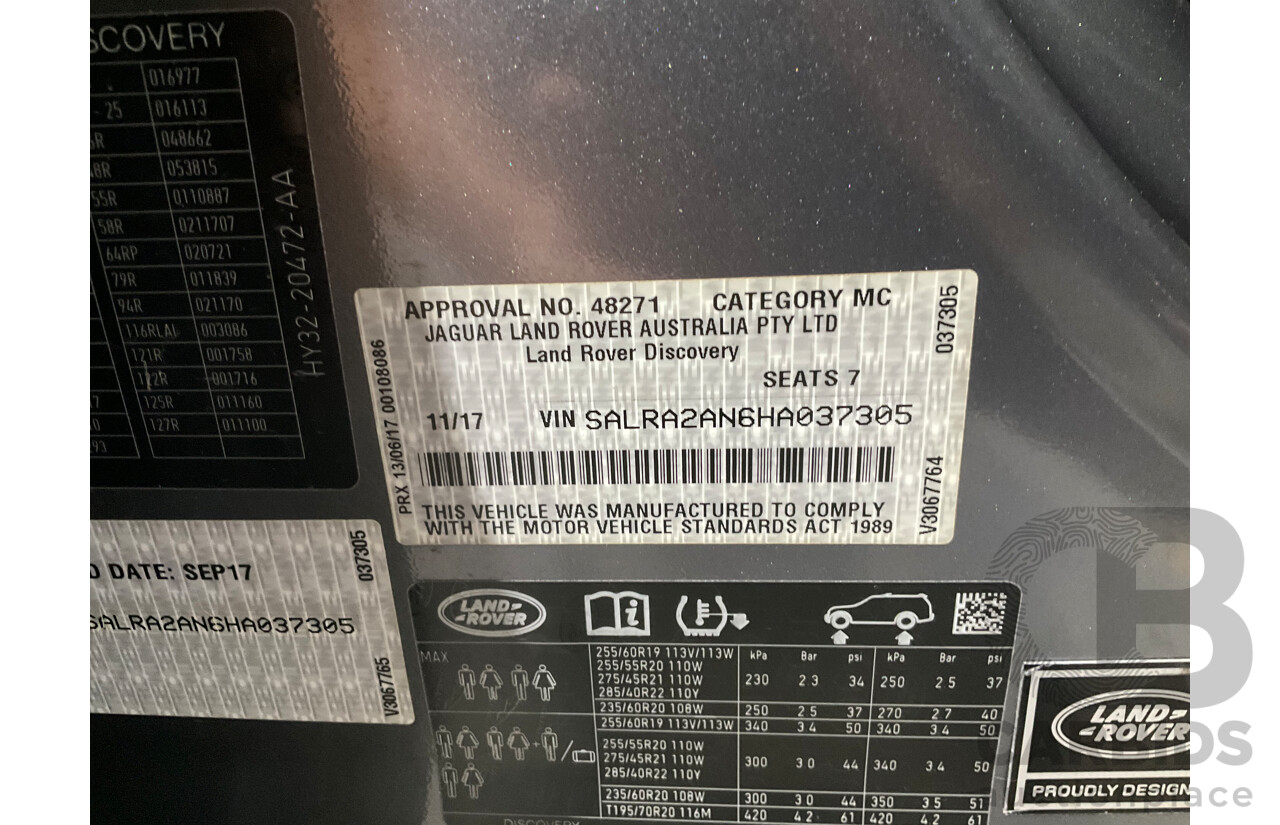 SCOVERY
016977
- 25 016113
6R 048662
48R 053815
55R 0110887
58R 0211707
64RP 020721
79R 011839
94R 021170
116RLAL 003086
121R 001758
122R -001716
125R 011160
127R 011100
93
HY32-20472-AA
APPROVAL NO. 48271 CATEGORY MC
JAGUAR LAND ROVER AUSTRALIA PTY LTD
Land Rover Discovery
SEATS 7
11/17 VIN SALRA2AN6HA037305
THIS VEHICLE WAS MANUFACTURED TO COMPLY
WITH THE MOTOR VEHICLE STANDARDS ACT 1989
PRX 13/06/17 00108086
037305
V3067764
D DATE: SEP17
SALRA2AN6HA037305
037305
V3067765
LAND-
-ROVER
MAX
255/60R19 113V/113W kPa Bar psi kPa Bar psi
255/55R20 110W
275/45R21 110W 230 2.3 34 250 2.5 37
285/40R22 110Y
235/60R20 108W 250 2.5 37 270 2.7 40
255/60R19 113V/113W 340 3.4 50 340 3.4 50
255/55R20 110W
275/45R21 110W 300 3.0 44 340 3.4 50
285/40R22 110Y
235/60R20 108W 300 3.0 44 350 3.5 51
T195/70R20 116M 420 4.2 61 420 4.2 61
DISCOVERY
LAND-
-ROVER
PROUDLY DESIGN